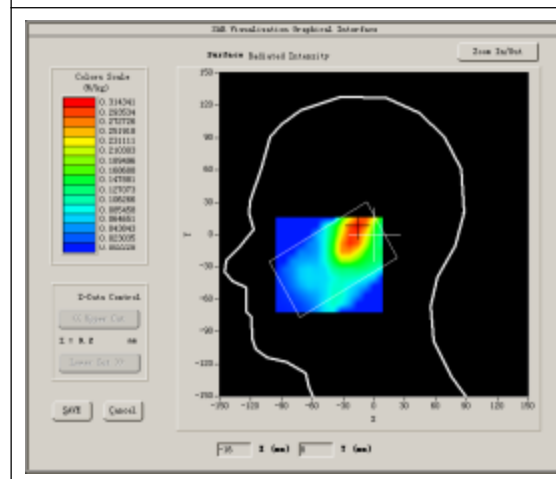 SAR Visualisation Graphical Interface
Surface Radiated Intensity
Zoom In/Out
Colors Scale
(W/kg)
0.314341
0.293534
0.272726
0.251918
0.231111
0.210303
0.189496
0.168688
0.147881
0.127073
0.106266
0.085458
0.064651
0.043843
0.023035
0.002228
150
120
90
60
30
0
-30
-60
-90
-120
-150
Y
-150 -120 -90 -60 -30 0 30 60 90 120 150
X
Z-Cuts Control
<< Upper Cut
mm
Lower Cut >>
SAVE
Cancel
X (mm)
Y (mm)